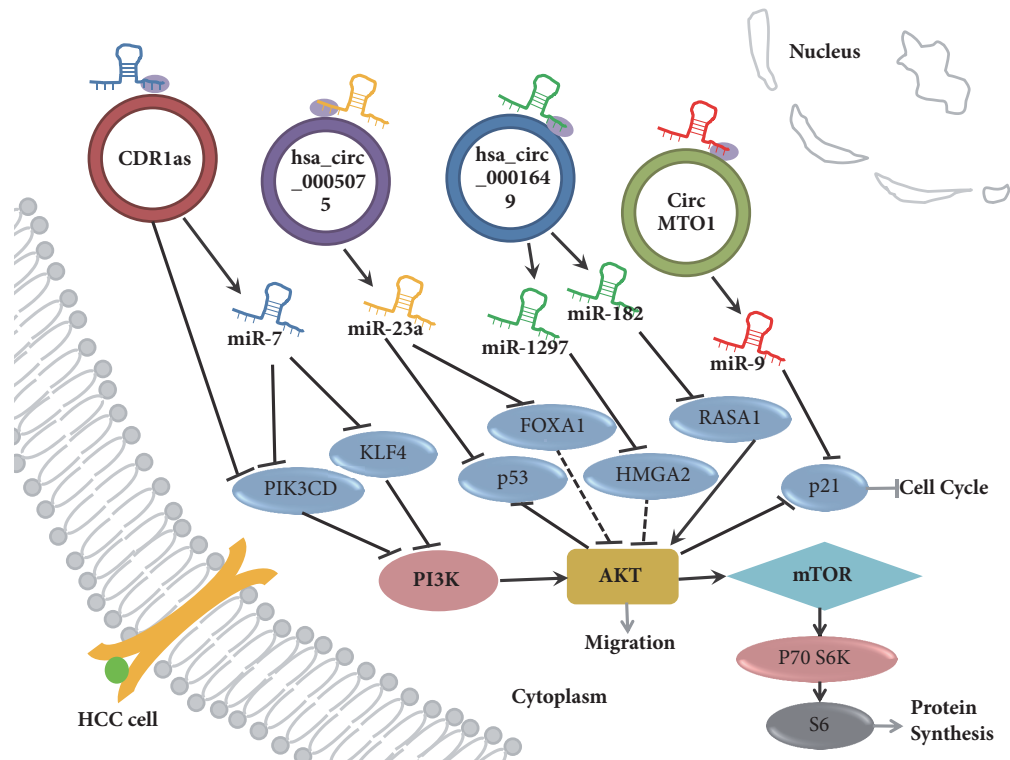 Nucleus
CDR1as
hsa_circ
_000507
5
hsa_circ
_000164
9
Circ
MTO1
miR-7
miR-23a
miR-1297
miR-182
miR-9
FOXA1
RASA1
KLF4
p53
HMGA2
PIK3CD
p21
Cell Cycle
PI3K
AKT
mTOR
Migration
P70 S6K
Cytoplasm
HCC cell
S6
Protein
Synthesis